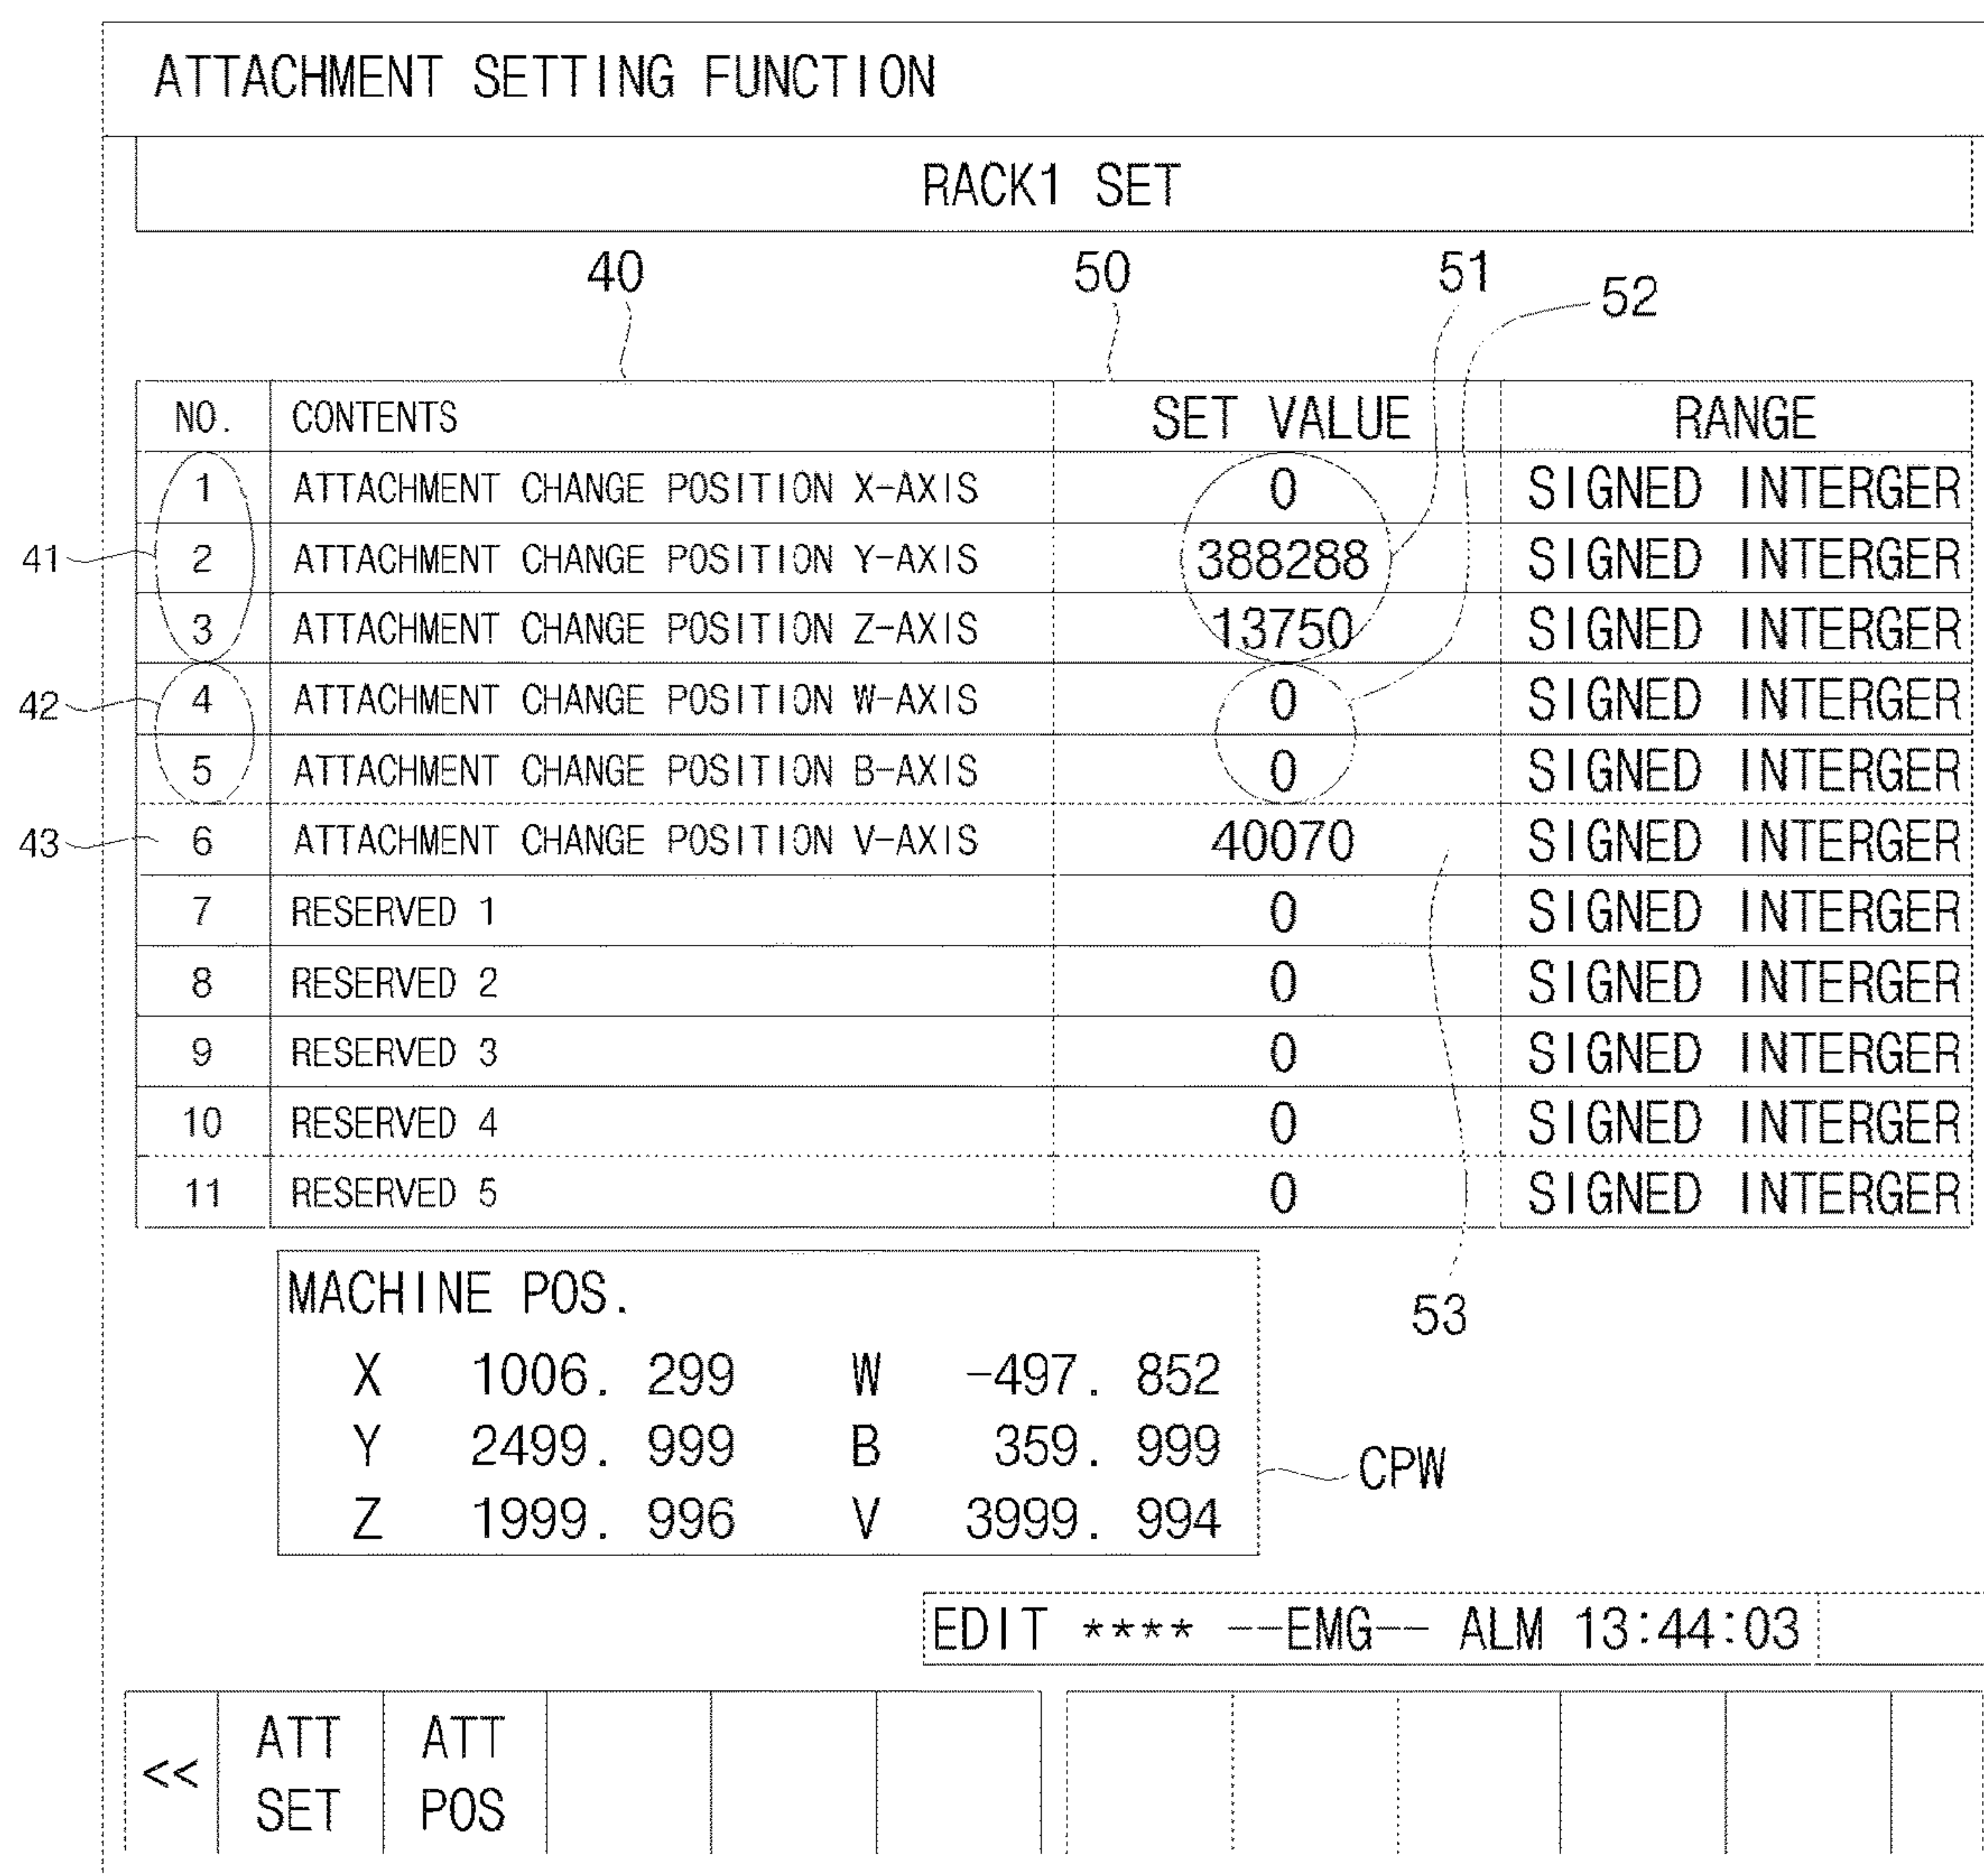 ATTACHMENT SETTING FUNCTION
RACK1 SET
40 50 51 52
NO. CONTENTS SET VALUE RANGE
1 ATTACHMENT CHANGE POSITION X-AXIS 0 SIGNED INTERGER
41 2 ATTACHMENT CHANGE POSITION Y-AXIS 388288 SIGNED INTERGER
3 ATTACHMENT CHANGE POSITION Z-AXIS 13750 SIGNED INTERGER
42 4 ATTACHMENT CHANGE POSITION W-AXIS 0 SIGNED INTERGER
5 ATTACHMENT CHANGE POSITION B-AXIS 0 SIGNED INTERGER
43 6 ATTACHMENT CHANGE POSITION V-AXIS 40070 SIGNED INTERGER
7 RESERVED 1 0 SIGNED INTERGER
8 RESERVED 2 0 SIGNED INTERGER
9 RESERVED 3 0 SIGNED INTERGER
10 RESERVED 4 0 SIGNED INTERGER
11 RESERVED 5 0 SIGNED INTERGER
MACHINE POS.
53
X 1006. 299 W -497. 852
Y 2499. 999 B 359. 999
CPW
Z 1999. 996 V 3999. 994
EDIT **** --EMG-- ALM 13:44:03
<< ATT SET ATT POS